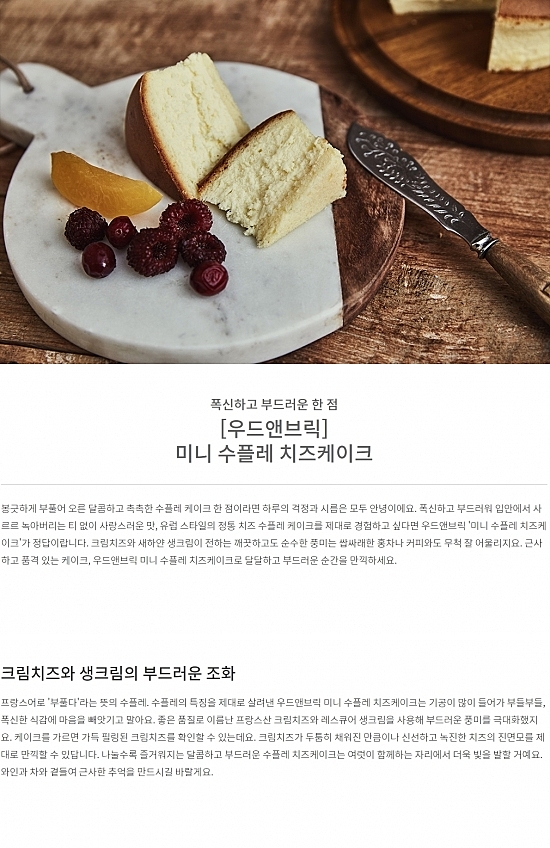 폭신하고 부드러운 한 점
[우드앤브릭]
미니 수플레 치즈케이크
봉긋하게 부풀어 오른 달콤하고 촉촉한 수플레 케이크 한 점이라면 하루의 걱정과 시름은 모두 안녕이에요. 폭신하고 부드러워 입안에서 사
르르 녹아버리는 티 없이 사랑스러운 맛, 유럽 스타일의 정통 치즈 수플레 케이크를 제대로 경험하고 싶다면 우드앤브릭 '미니 수플레 치즈케
이크'가 정답이랍니다. 크림치즈와 새하얀 생크림이 전하는 깨끗하고도 순수한 풍미는 쌉싸래한 홍차나 커피와도 무척 잘 어울리지요. 근사
하고 품격 있는 케이크, 우드앤브릭 미니 수플레 치즈케이크로 달달하고 부드러운 순간을 만끽하세요.
크림치즈와 생크림의 부드러운 조화
프랑스어로 '부풀다'라는 뜻의 수플레. 수플레의 특징을 제대로 살려낸 우드앤브릭 미니 수플레 치즈케이크는 기공이 많이 들어가 부들부들,
폭신한 식감에 마음을 빼앗기고 말아요. 좋은 품질로 이름난 프랑스산 크림치즈와 레스큐어 생크림을 사용해 부드러운 풍미를 극대화했지
요. 케이크를 가르면 가득 필링된 크림치즈를 확인할 수 있는데요. 크림치즈가 두툼히 채워진 만큼이나 신선하고 녹진한 치즈의 진면모를 제
대로 만끽할 수 있답니다. 나눌수록 즐거워지는 달콤하고 부드러운 수플레 치즈케이크는 여럿이 함께하는 자리에서 더욱 빛을 발할 거예요.
와인과 차와 곁들여 근사한 추억을 만드시길 바랄게요.